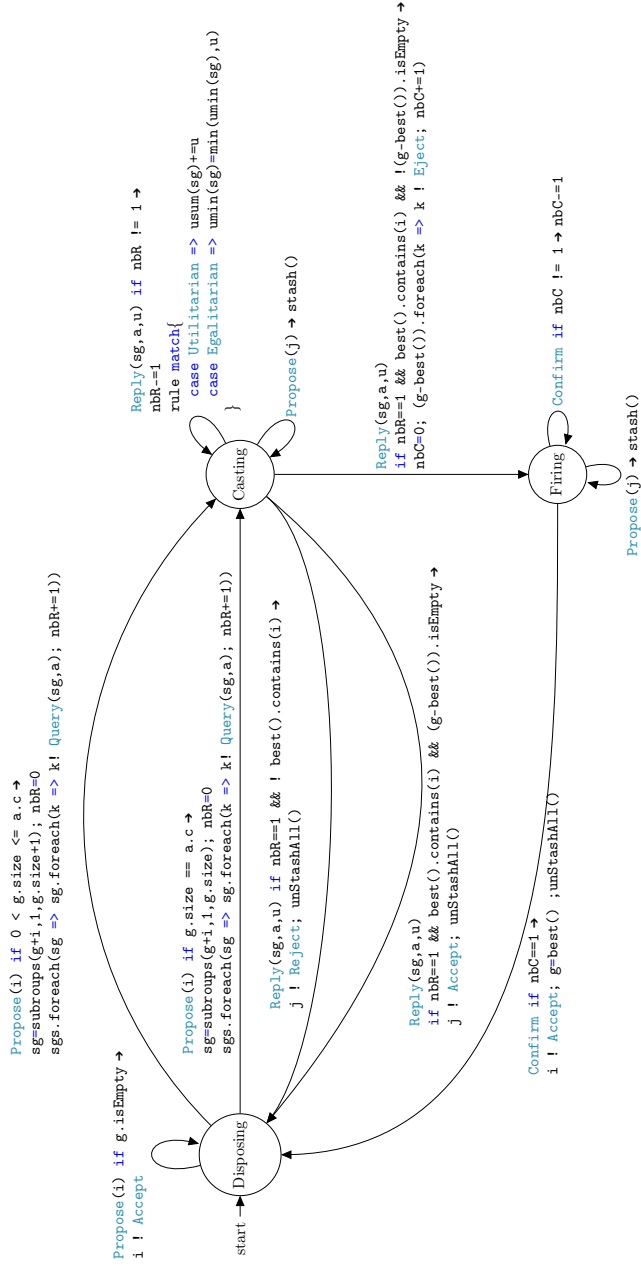 Propose(i) if g.isEmpty →
i ! Accept
Propose(i) if 0 < g.size <= a.c →
sg=subroups(g+i,1,g.size+1); nbR=0
sgs.foreach(sg => sg.foreach(k => k! Query(sg,a); nbR+=1))
Reply(sg,a,u) if nbR != 1 →
nbR-=1
rule match{
case Utilitarian => usum(sg)+=u
case Egalitarian => umin(sg)=min(umin(sg),u)
}
Propose(i) if g.size == a.c →
sg=subroups(g+i,1,g.size); nbR=0
sgs.foreach(sg => sg.foreach(k => k! Query(sg,a); nbR+=1))
start
Disposing
Casting
Propose(j) → stash()
Reply(sg,a,u) if nbR==1 && ! best().contains(i) →
j ! Reject; unStashAll()
Reply(sg,a,u)
if nbR==1 && best().contains(i) && !(g-best()).isEmpty →
nbC=0; (g-best()).foreach(k => k ! Eject; nbC+=1)
Reply(sg,a,u)
if nbR==1 && best().contains(i) && (g-best()).isEmpty →
j ! Accept; unStashAll()
Confirm if nbC==1 →
i ! Accept; g=best() ;unStashAll()
Firing
Confirm if nbC != 1 → nbC-=1
Propose(j) → stash()